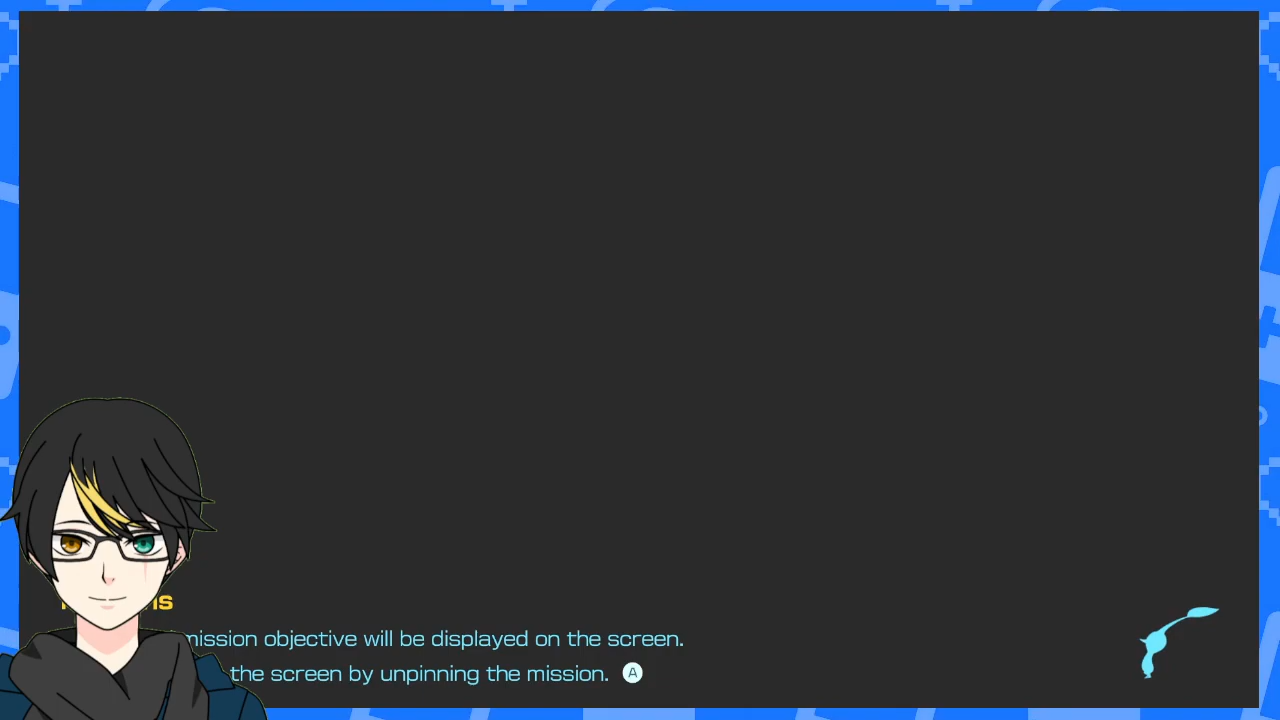 mission objective will be displayed on the screen.
the screen by unpinning the mission. A